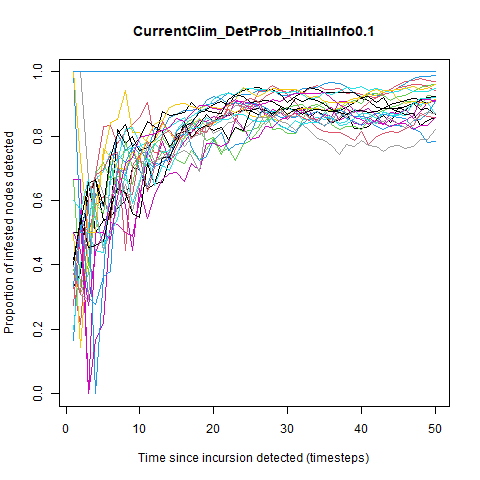 CurrentClim_DetProb_InitialInfo0.1
Proportion of infested nodes detected
1.0
0.8
0.6
0.4
0.2
0.0
0 10 20 30 40 50
Time since incursion detected (timesteps)